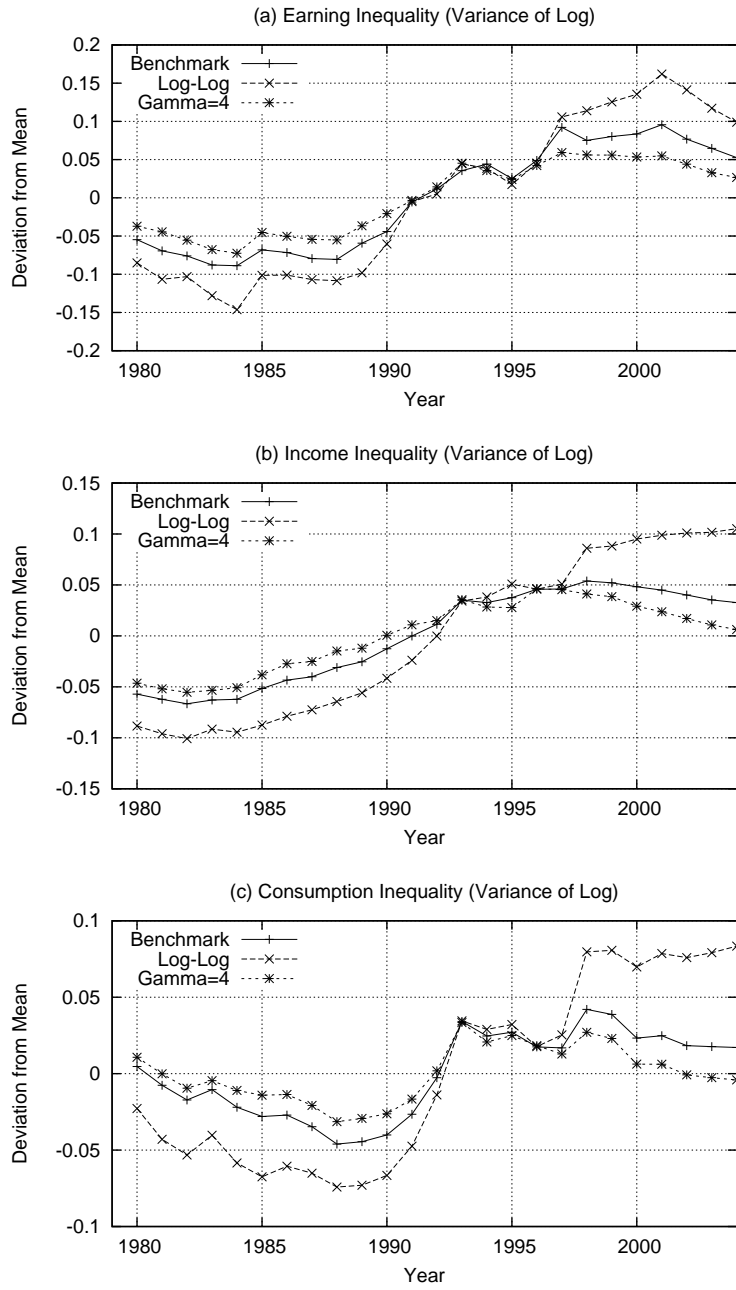 (a) Earning Inequality (Variance of Log)
0.2
0.15
0.1
0.05
0
-0.05
-0.1
-0.15
-0.2
Deviation from Mean
Benchmark
Log-Log
Gamma=4
1980 1985 1990 1995 2000
Year
(b) Income Inequality (Variance of Log)
0.15
0.1
0.05
0
-0.05
-0.1
-0.15
Deviation from Mean
Benchmark
Log-Log
Gamma=4
1980 1985 1990 1995 2000
Year
(c) Consumption Inequality (Variance of Log)
0.1
0.05
0
-0.05
-0.1
Deviation from Mean
Benchmark
Log-Log
Gamma=4
1980 1985 1990 1995 2000
Year